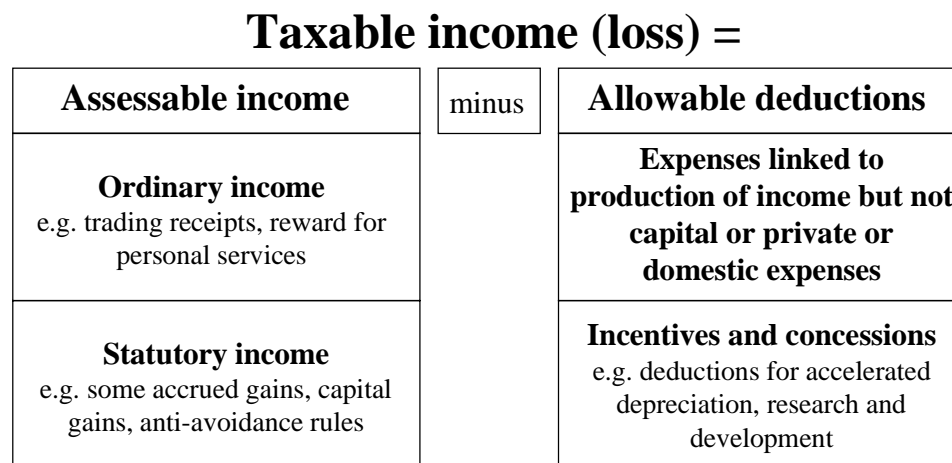 Taxable income (loss) =
Assessable income
minus
Allowable deductions
Ordinary income
e.g. trading receipts, reward for
personal services
Expenses linked to
production of income but not
capital or private or
domestic expenses
Statutory income
e.g. some accrued gains, capital
gains, anti-avoidance rules
Incentives and concessions
e.g. deductions for accelerated
depreciation, research and
development